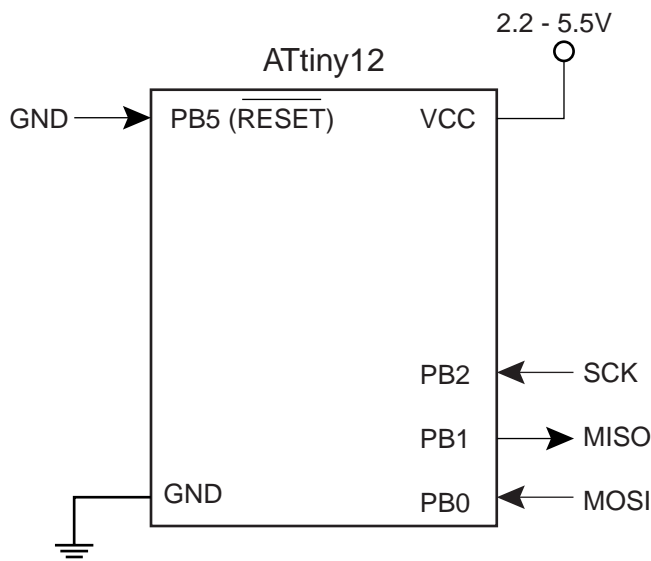 2.2 - 5.5V
ATtiny12
GND PB5 (RESET) VCC
PB2 SCK
PB1 MISO
GND PB0 MOSI